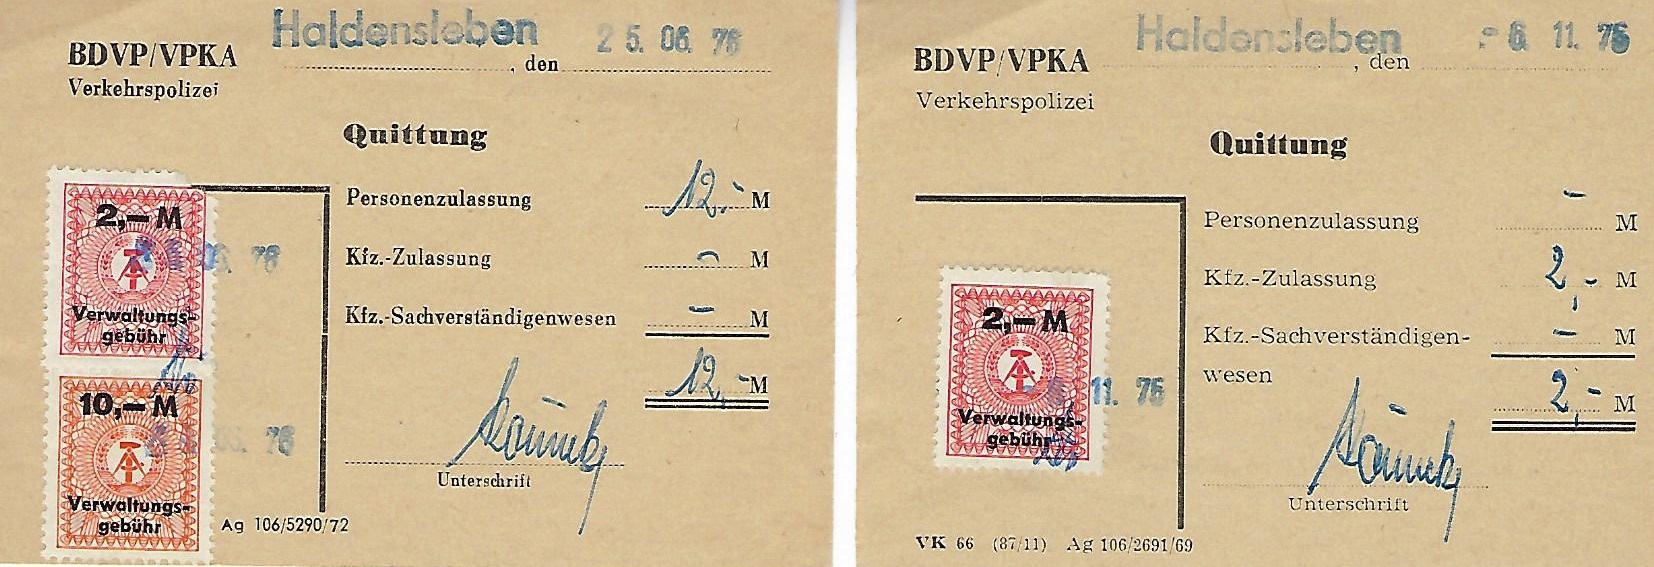 Haldensleben 25. 06. 76
BDVP/VPKA , den
Verkehrspolizei
Quittung
Personenzulassung 12,- M
Kfz.-Zulassung - M
Kfz.-Sachverständigenwesen - M
12,- M
Unterschrift
2,— M
76
Verwaltungs-
gebühr
10,— M
76
Verwaltungs-
gebühr
Ag 106/5290/72
Haldensleben - 6. 11. 75
BDVP/VPKA , den
Verkehrspolizei
Quittung
Personenzulassung - M
Kfz.-Zulassung 2,- M
Kfz.-Sachverständigen- - M
wesen
2,- M
Unterschrift
2,— M
11. 75
Verwaltungs-
gebühr
VK 66 (87/11) Ag 106/2691/69